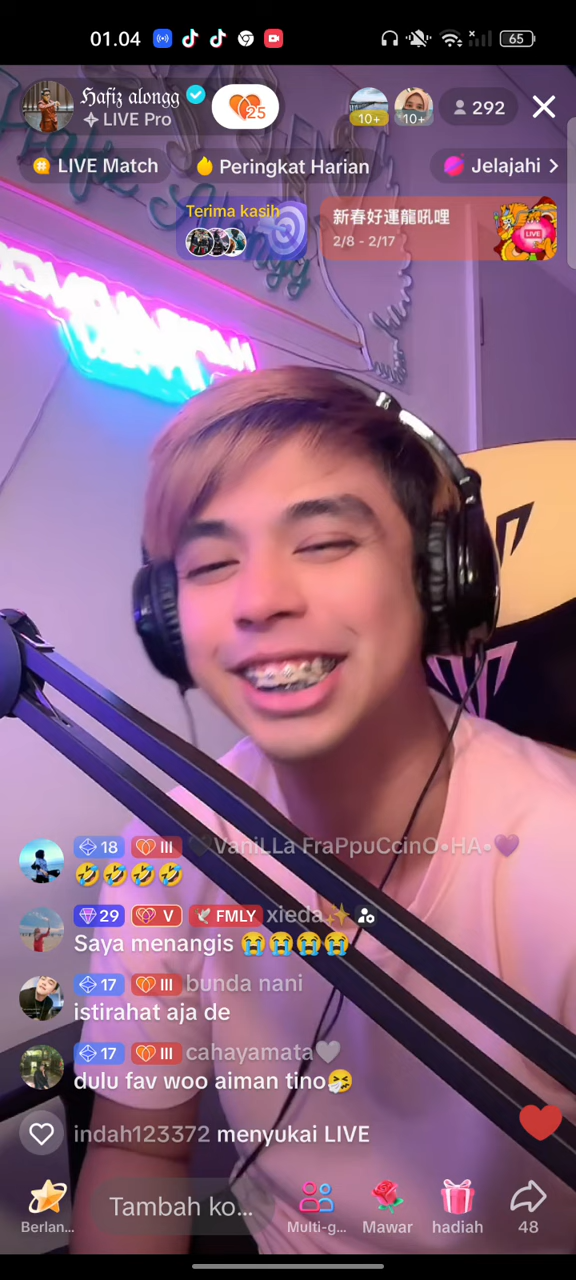 01.04
65
Hafiz alongg
LIVE Pro
25
10+
10+
292
LIVE Match
Peringkat Harian
Jelajahi
Terima kasih
新春好運龍吼哩
2/8 - 2/17
LIVE
18 III 🖤VaniLLa FraPpuCcinO•HA•💜
🤣🤣🤣🤣
29 V FMLY xieda✨
Saya menangis 😭😭😭😭
17 III bunda nani
istirahat aja de
17 III cahayamata🤍
dulu fav woo aiman tino🤧
indah123372 menyukai LIVE
Berlan...
Tambah ko...
Multi-g...
Mawar
hadiah
48